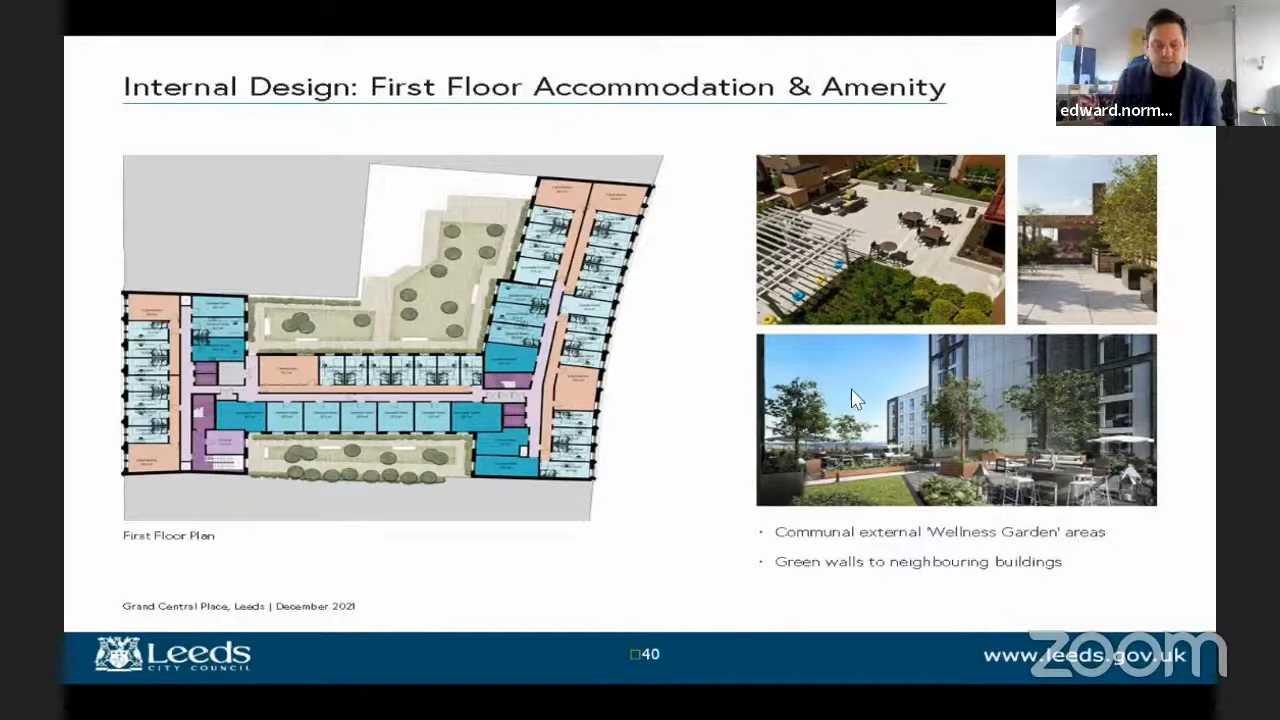 Internal Design: First Floor Accommodation & Amenity
edward.norm...
First Floor Plan
· Communal external 'Wellness Garden' areas
· Green walls to neighbouring buildings
Grand Central Place, Leeds | December 2021
Leeds
CITY COUNCIL
40
www.leeds.gov.uk
zoom